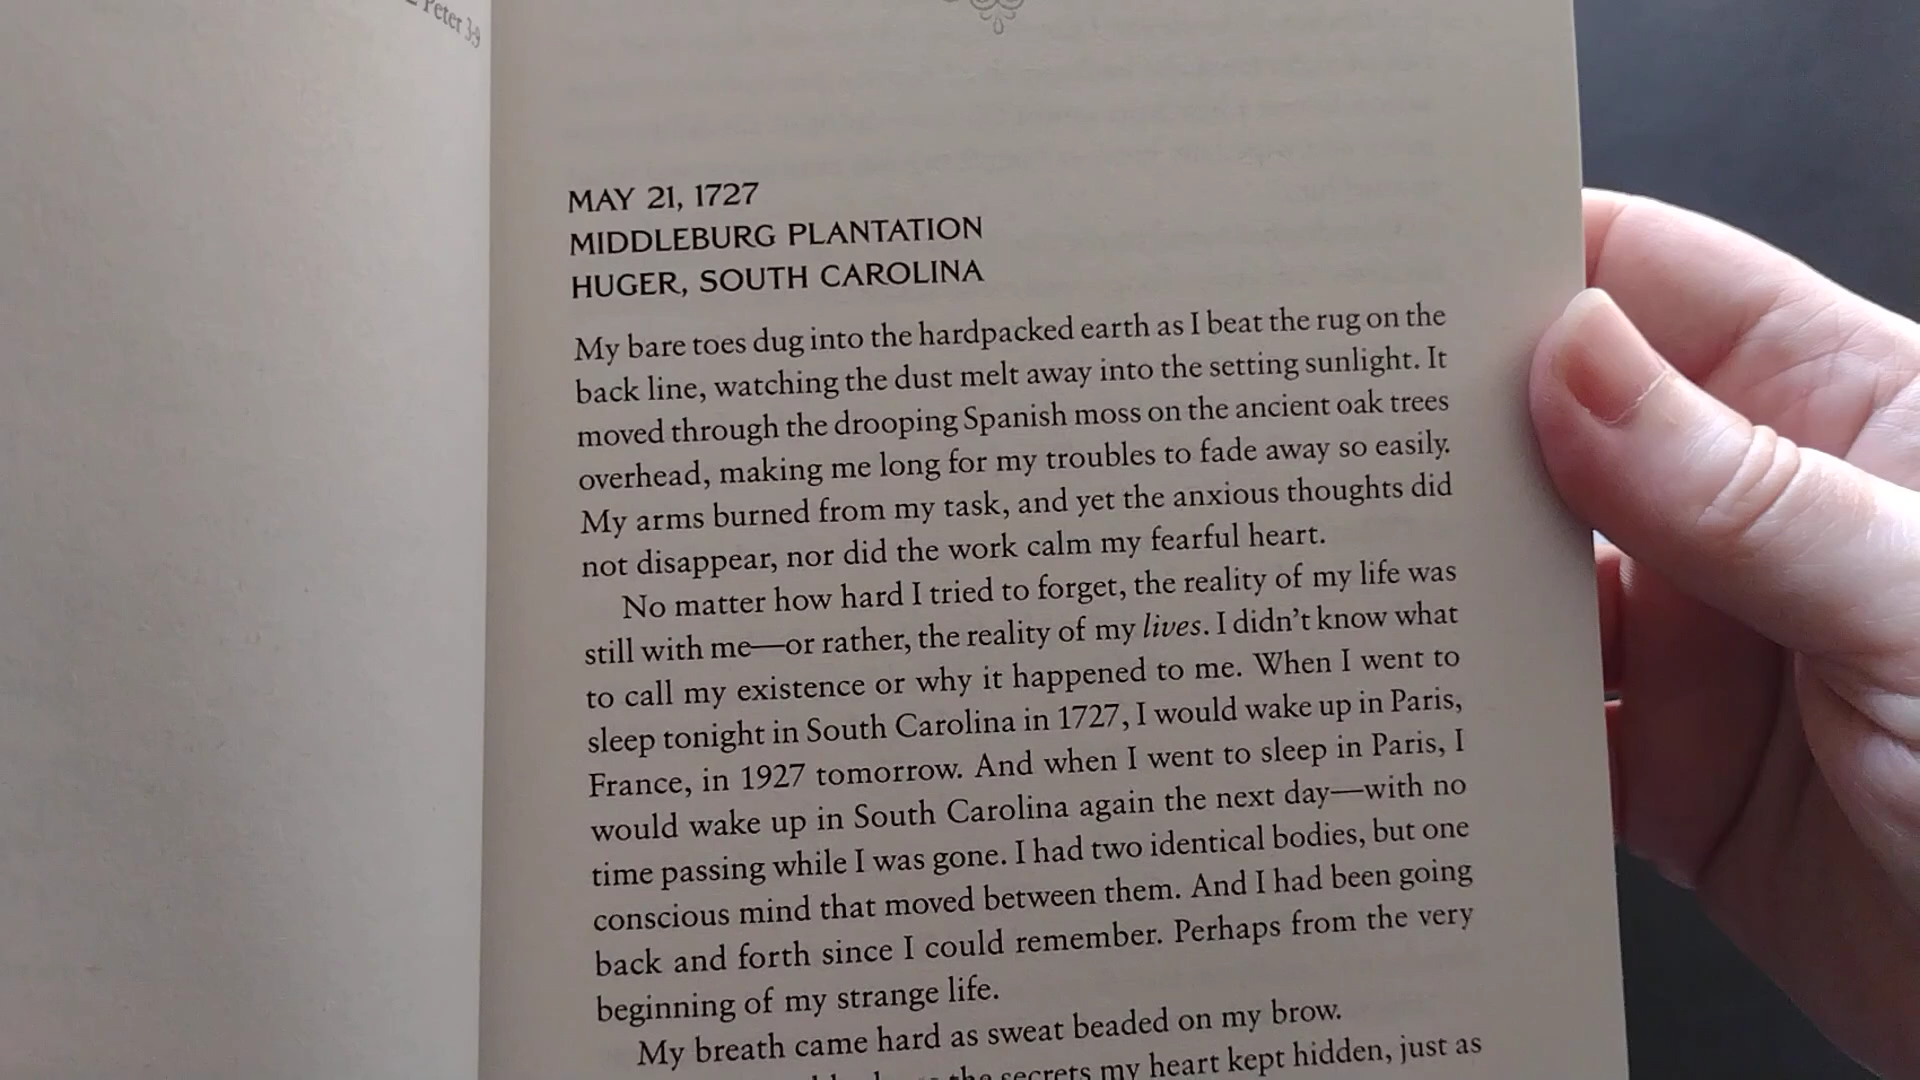 Peter 3:9
MAY 21, 1727
MIDDLEBURG PLANTATION
HUGER, SOUTH CAROLINA
My bare toes dug into the hardpacked earth as I beat the rug on the
back line, watching the dust melt away into the setting sunlight. It
moved through the drooping Spanish moss on the ancient oak trees
overhead, making me long for my troubles to fade away so easily.
My arms burned from my task, and yet the anxious thoughts did
not disappear, nor did the work calm my fearful heart.
No matter how hard I tried to forget, the reality of my life was
still with me—or rather, the reality of my lives. I didn't know what
to call my existence or why it happened to me. When I went to
sleep tonight in South Carolina in 1727, I would wake up in Paris,
France, in 1927 tomorrow. And when I went to sleep in Paris, I
would wake up in South Carolina again the next day—with no
time passing while I was gone. I had two identical bodies, but one
conscious mind that moved between them. And I had been going
back and forth since I could remember. Perhaps from the very
beginning of my strange life.
My breath came hard as sweat beaded on my brow.
the secrets my heart kept hidden, just as